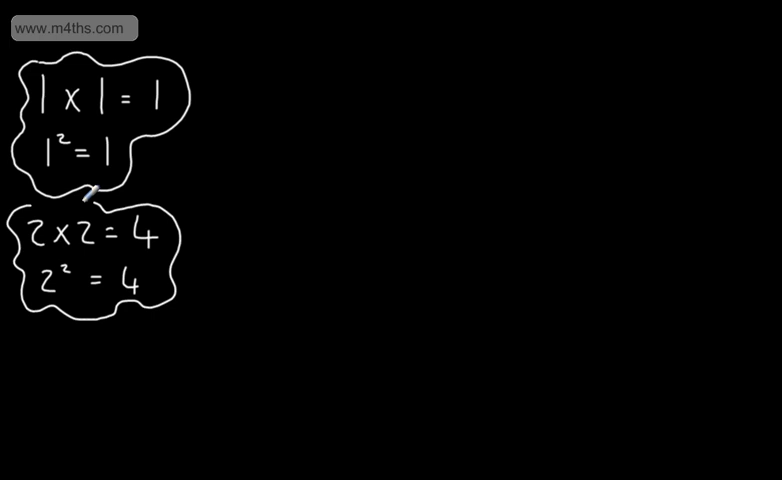 www.m4ths.com
1 x 1 = 1
1² = 1
2 x 2 = 4
2² = 4